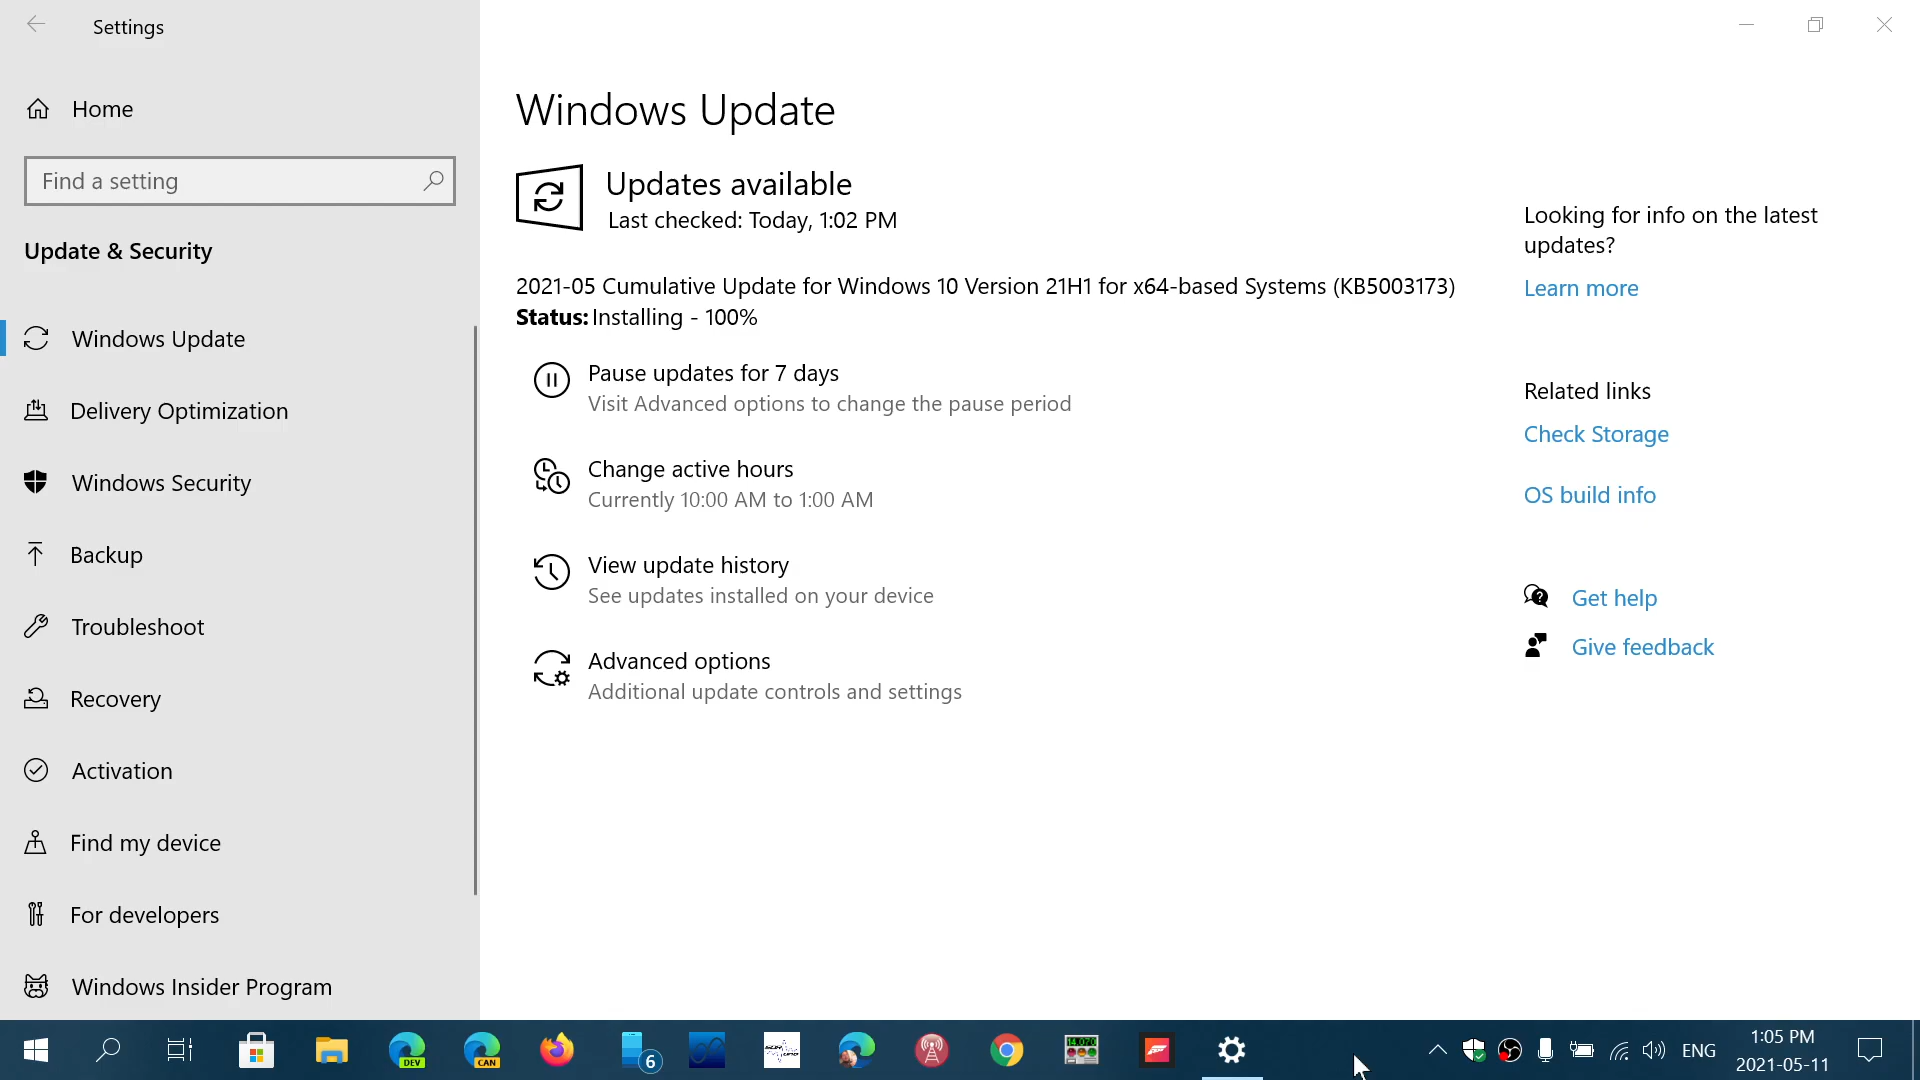 Settings
Home
Find a setting
Update & Security
Windows Update
Delivery Optimization
Windows Security
Backup
Troubleshoot
Recovery
Activation
Find my device
For developers
Windows Insider Program
Windows Update
Updates available
Last checked: Today, 1:02 PM
2021-05 Cumulative Update for Windows 10 Version 21H1 for x64-based Systems (KB5003173)
Status: Installing - 100%
Pause updates for 7 days
Visit Advanced options to change the pause period
Change active hours
Currently 10:00 AM to 1:00 AM
View update history
See updates installed on your device
Advanced options
Additional update controls and settings
Looking for info on the latest
updates?
Learn more
Related links
Check Storage
OS build info
Get help
Give feedback
DEV
CAN
6
14.070
ENG
1:05 PM
2021-05-11